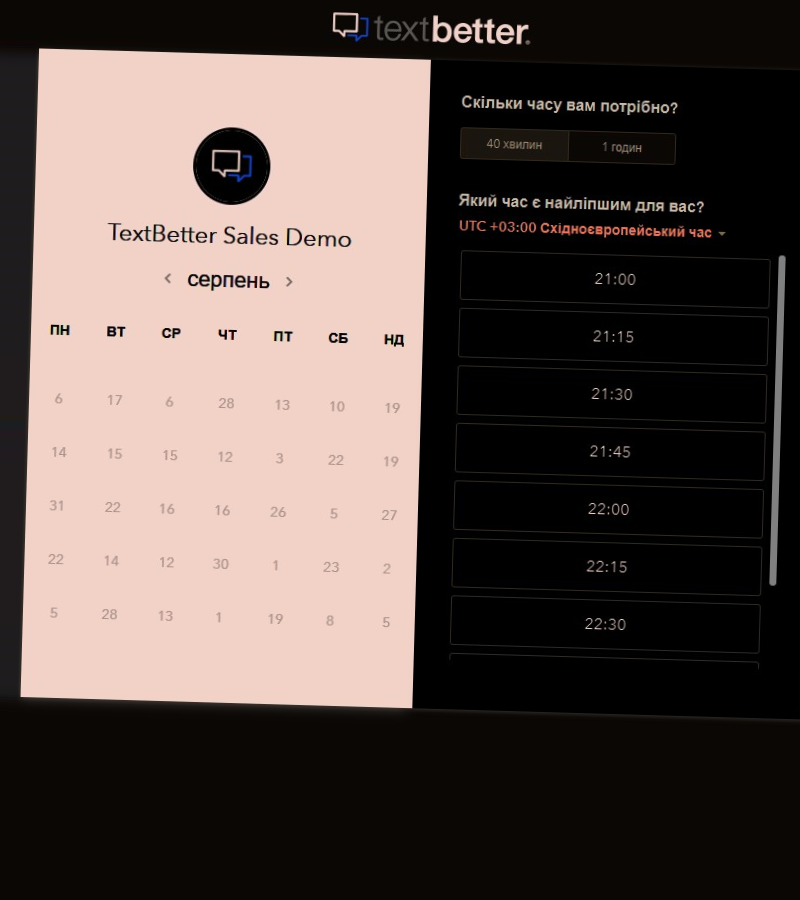 textbetter.
TextBetter Sales Demo
серпень
ПН ВТ СР ЧТ ПТ СБ НД
6 17 6 28 13 10 19
14 15 15 12 3 22 19
31 22 16 16 26 5 27
22 14 12 30 1 23 2
5 28 13 1 19 8 5
Скільки часу вам потрібно?
40 хвилин 1 годин
Який час є найліпшим для вас?
UTC +03:00 Східноєвропейський час
21:00
21:15
21:30
21:45
22:00
22:15
22:30